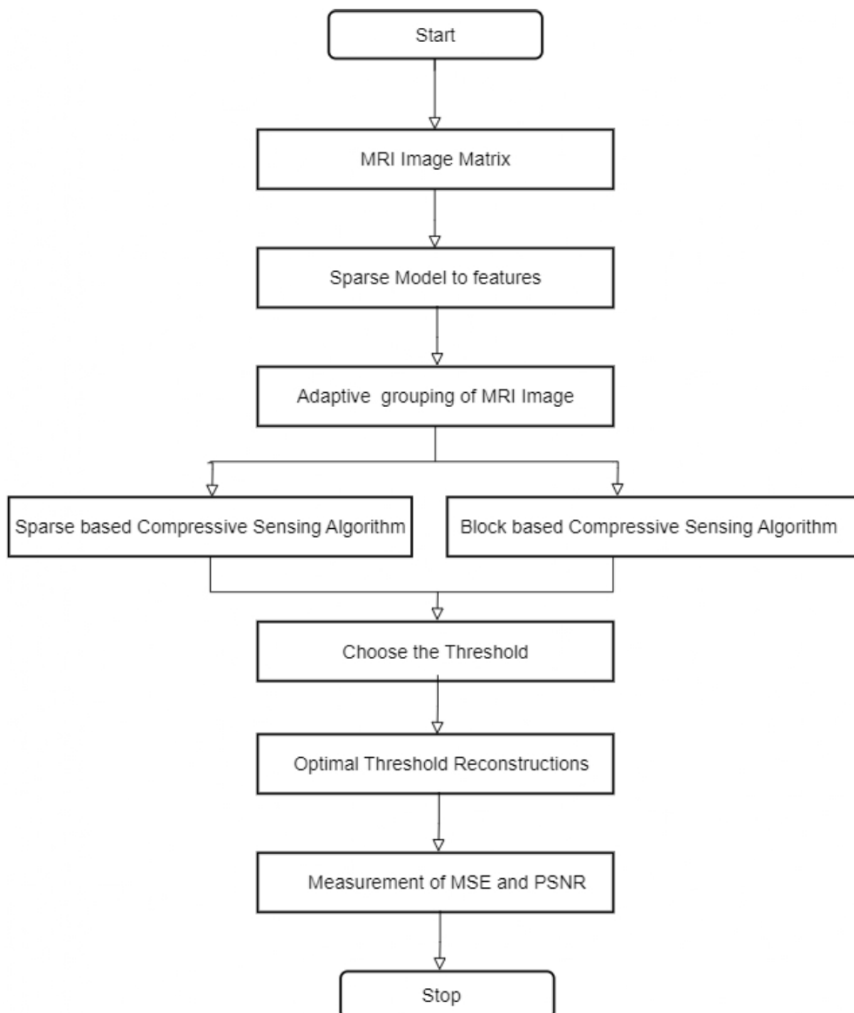 Start
MRI Image Matrix
Sparse Model to features
Adaptive grouping of MRI Image
Sparse based Compressive Sensing Algorithm
Block based Compressive Sensing Algorithm
Choose the Threshold
Optimal Threshold Reconstructions
Measurement of MSE and PSNR
Stop